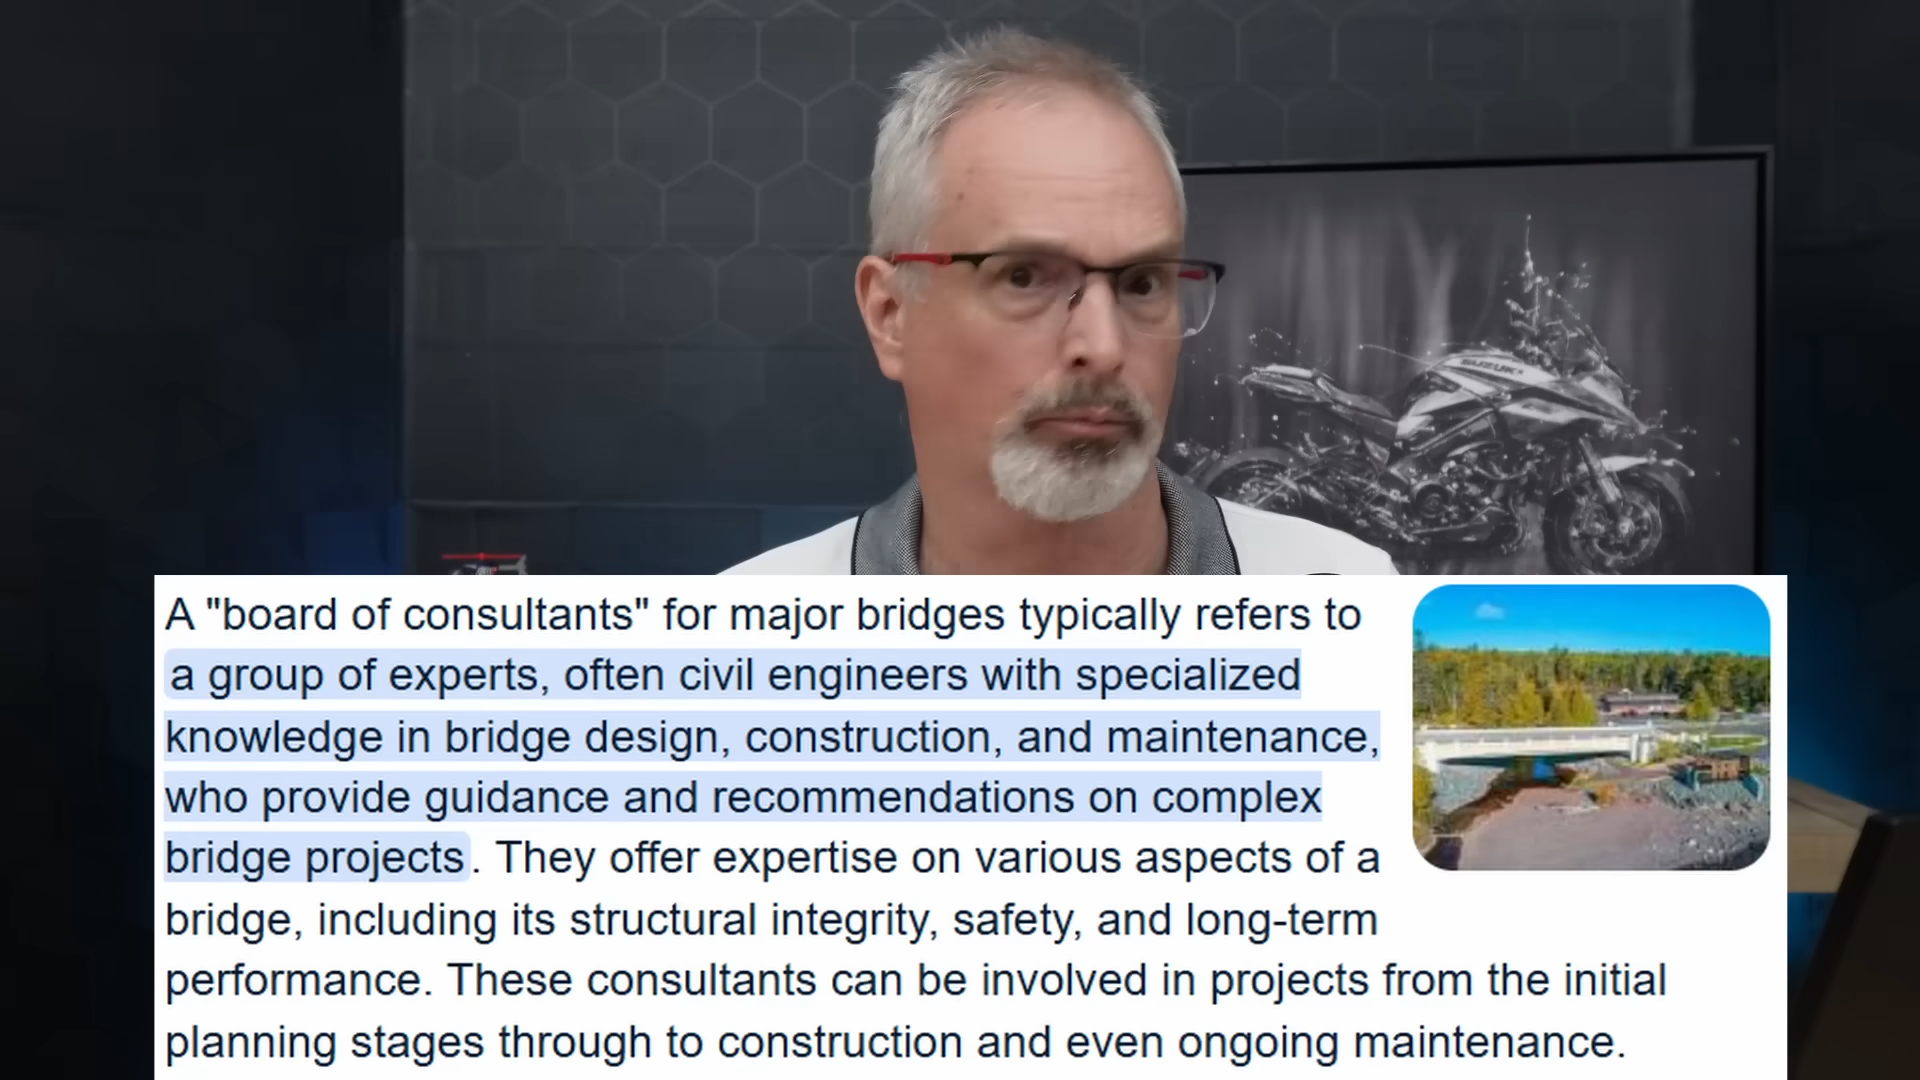 SUZUKI
A "board of consultants" for major bridges typically refers to
a group of experts, often civil engineers with specialized
knowledge in bridge design, construction, and maintenance,
who provide guidance and recommendations on complex
bridge projects. They offer expertise on various aspects of a
bridge, including its structural integrity, safety, and long-term
performance. These consultants can be involved in projects from the initial
planning stages through to construction and even ongoing maintenance.